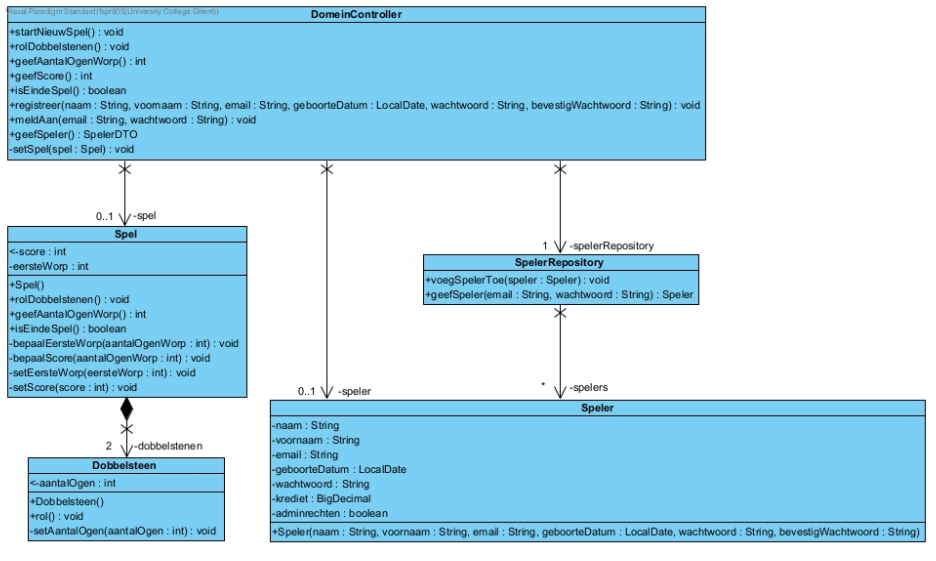 Visual Paradigm Standard(fspr805(University College Ghent))
DomeinController
+startNieuwSpel() : void
+rolDobbelstenen() : void
+geefAantalOgenWorp() : int
+geefScore() : int
+isEindeSpel() : boolean
+registreer(naam : String, voornaam : String, email : String, geboorteDatum : LocalDate, wachtwoord : String, bevestigWachtwoord : String) : void
+meldAan(email : String, wachtwoord : String) : void
+geefSpeler() : SpelerDTO
-setSpel(spel : Spel) : void
0..1 -spel
Spel
<-score : int
-eersteWorp : int
+Spel()
+rolDobbelstenen() : void
+geefAantalOgenWorp() : int
+isEindeSpel() : boolean
-bepaalEersteWorp(aantalOgenWorp : int) : void
-bepaalScore(aantalOgenWorp : int) : void
-setEersteWorp(eersteWorp : int) : void
-setScore(score : int) : void
1 -spelerRepository
SpelerRepository
+voegSpelerToe(speler : Speler) : void
+geefSpeler(email : String, wachtwoord : String) : Speler
0..1 -speler
* -spelers
2 -dobbelstenen
Dobbelsteen
<-aantalOgen : int
+Dobbelsteen()
+rol() : void
-setAantalOgen(aantalOgen : int) : void
Speler
-naam : String
-voornaam : String
-email : String
-geboorteDatum : LocalDate
-wachtwoord : String
-krediet : BigDecimal
-adminrechten : boolean
+Speler(naam : String, voornaam : String, email : String, geboorteDatum : LocalDate, wachtwoord : String, bevestigWachtwoord : String)